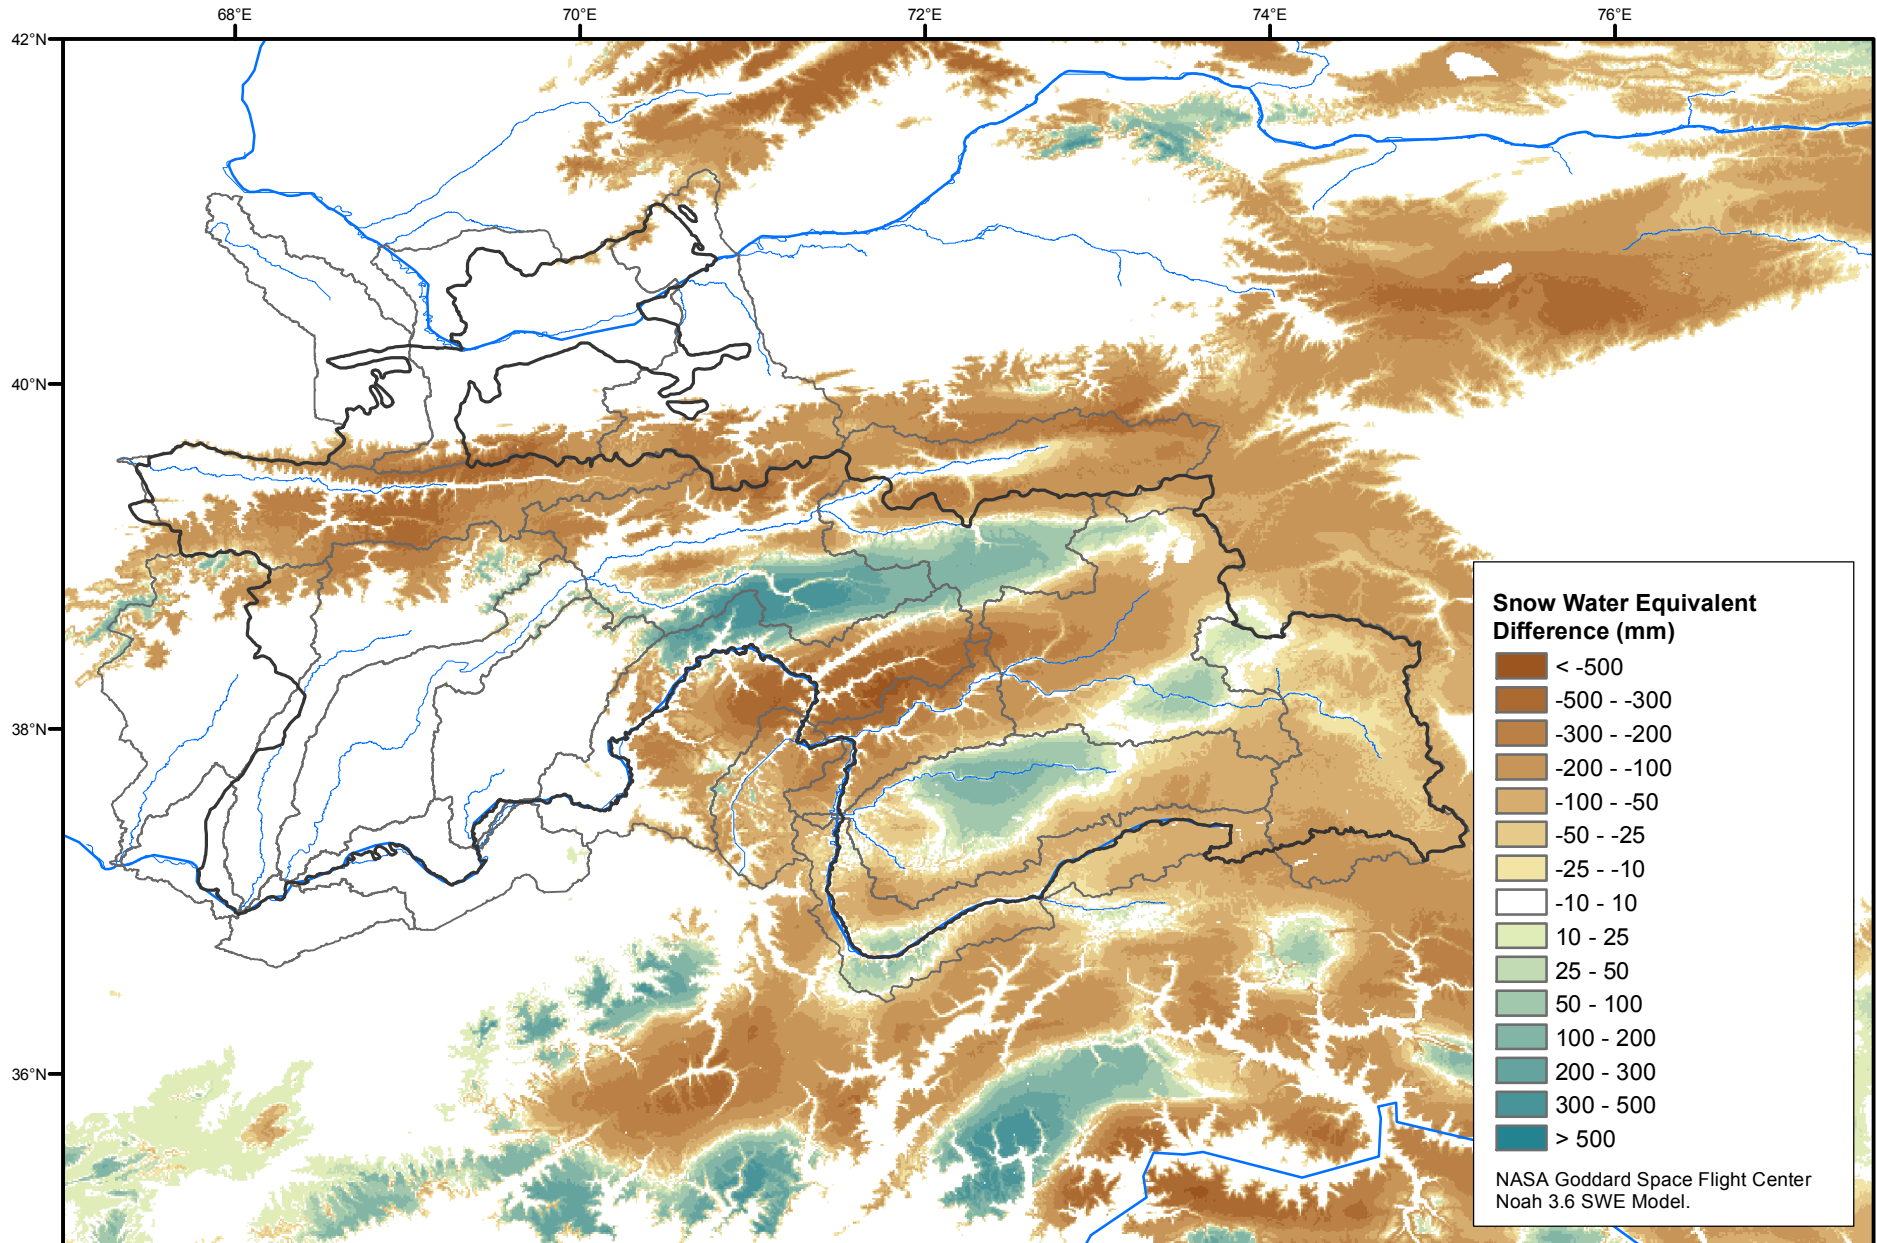 68°E 70°E 72°E 74°E 76°E
42°N
40°N
38°N
36°N
Snow Water Equivalent
Difference (mm)
< -500
-500 - -300
-300 - -200
-200 - -100
-100 - -50
-50 - -25
-25 - -10
-10 - 10
10 - 25
25 - 50
50 - 100
100 - 200
200 - 300
300 - 500
> 500
NASA Goddard Space Flight Center
Noah 3.6 SWE Model.